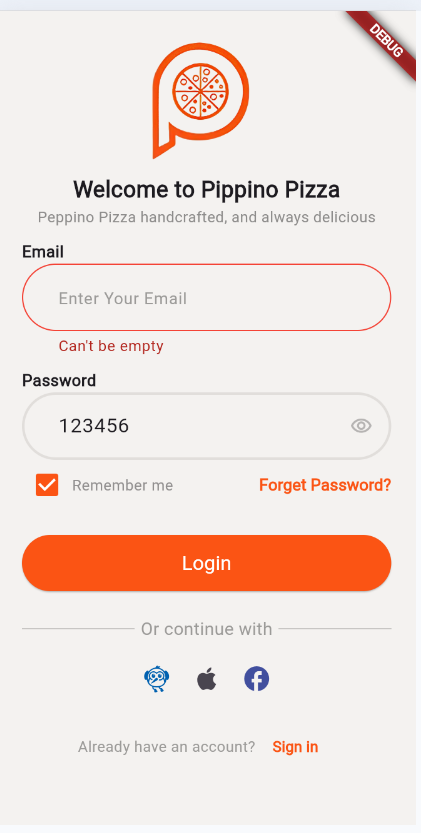 DEBUG
Welcome to Pippino Pizza
Peppino Pizza handcrafted, and always delicious
Email
Enter Your Email
Can't be empty
Password
123456
Remember me Forget Password?
Login
Or continue with
Already have an account? Sign in